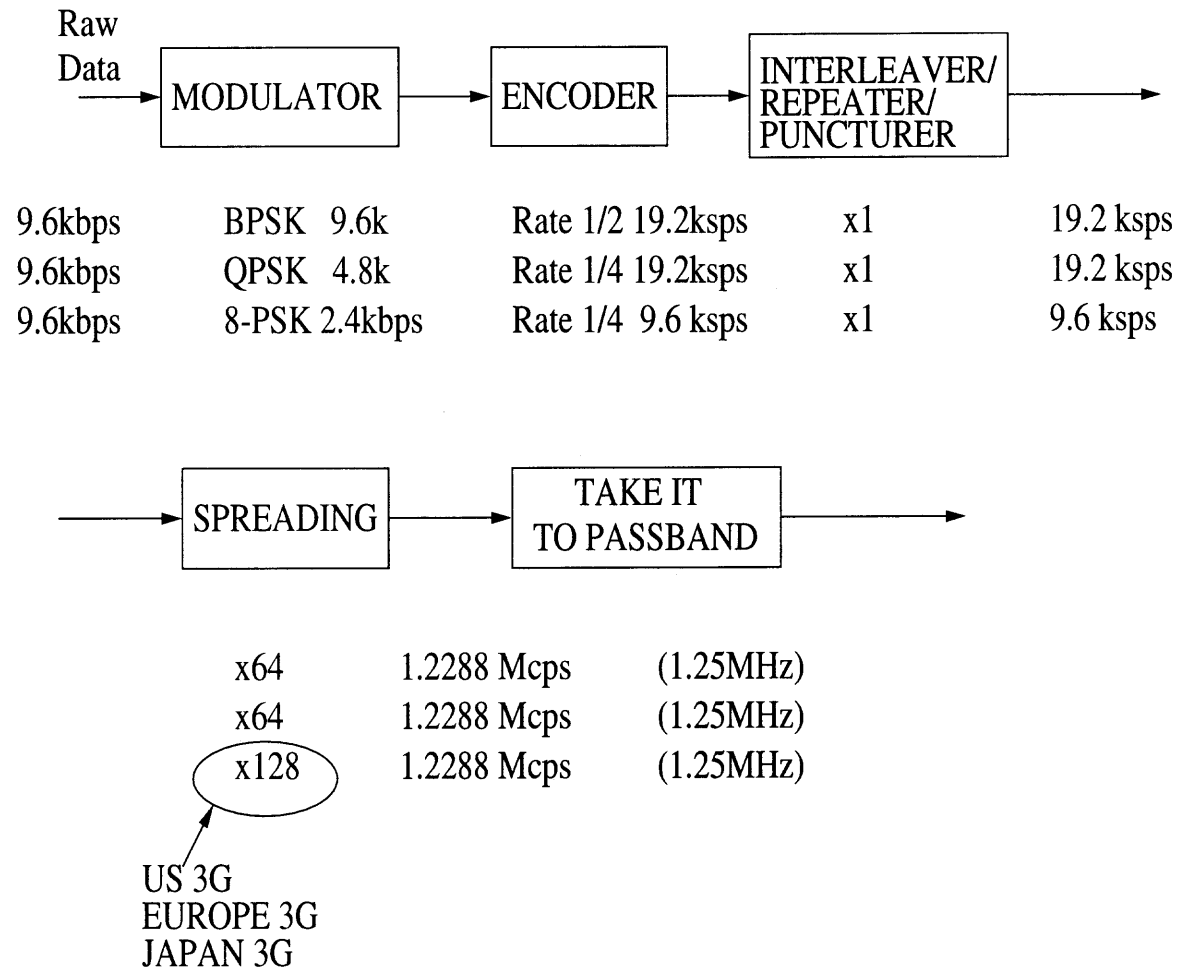 Raw
Data
MODULATOR
ENCODER
INTERLEAVER/
REPEATER/
PUNCTURER
9.6kbps BPSK 9.6k Rate 1/2 19.2ksps x1 19.2 ksps
9.6kbps QPSK 4.8k Rate 1/4 19.2ksps x1 19.2 ksps
9.6kbps 8-PSK 2.4kbps Rate 1/4 9.6 ksps x1 9.6 ksps
SPREADING
TAKE IT
TO PASSBAND
x64 1.2288 Mcps (1.25MHz)
x64 1.2288 Mcps (1.25MHz)
x128 1.2288 Mcps (1.25MHz)
US 3G
EUROPE 3G
JAPAN 3G